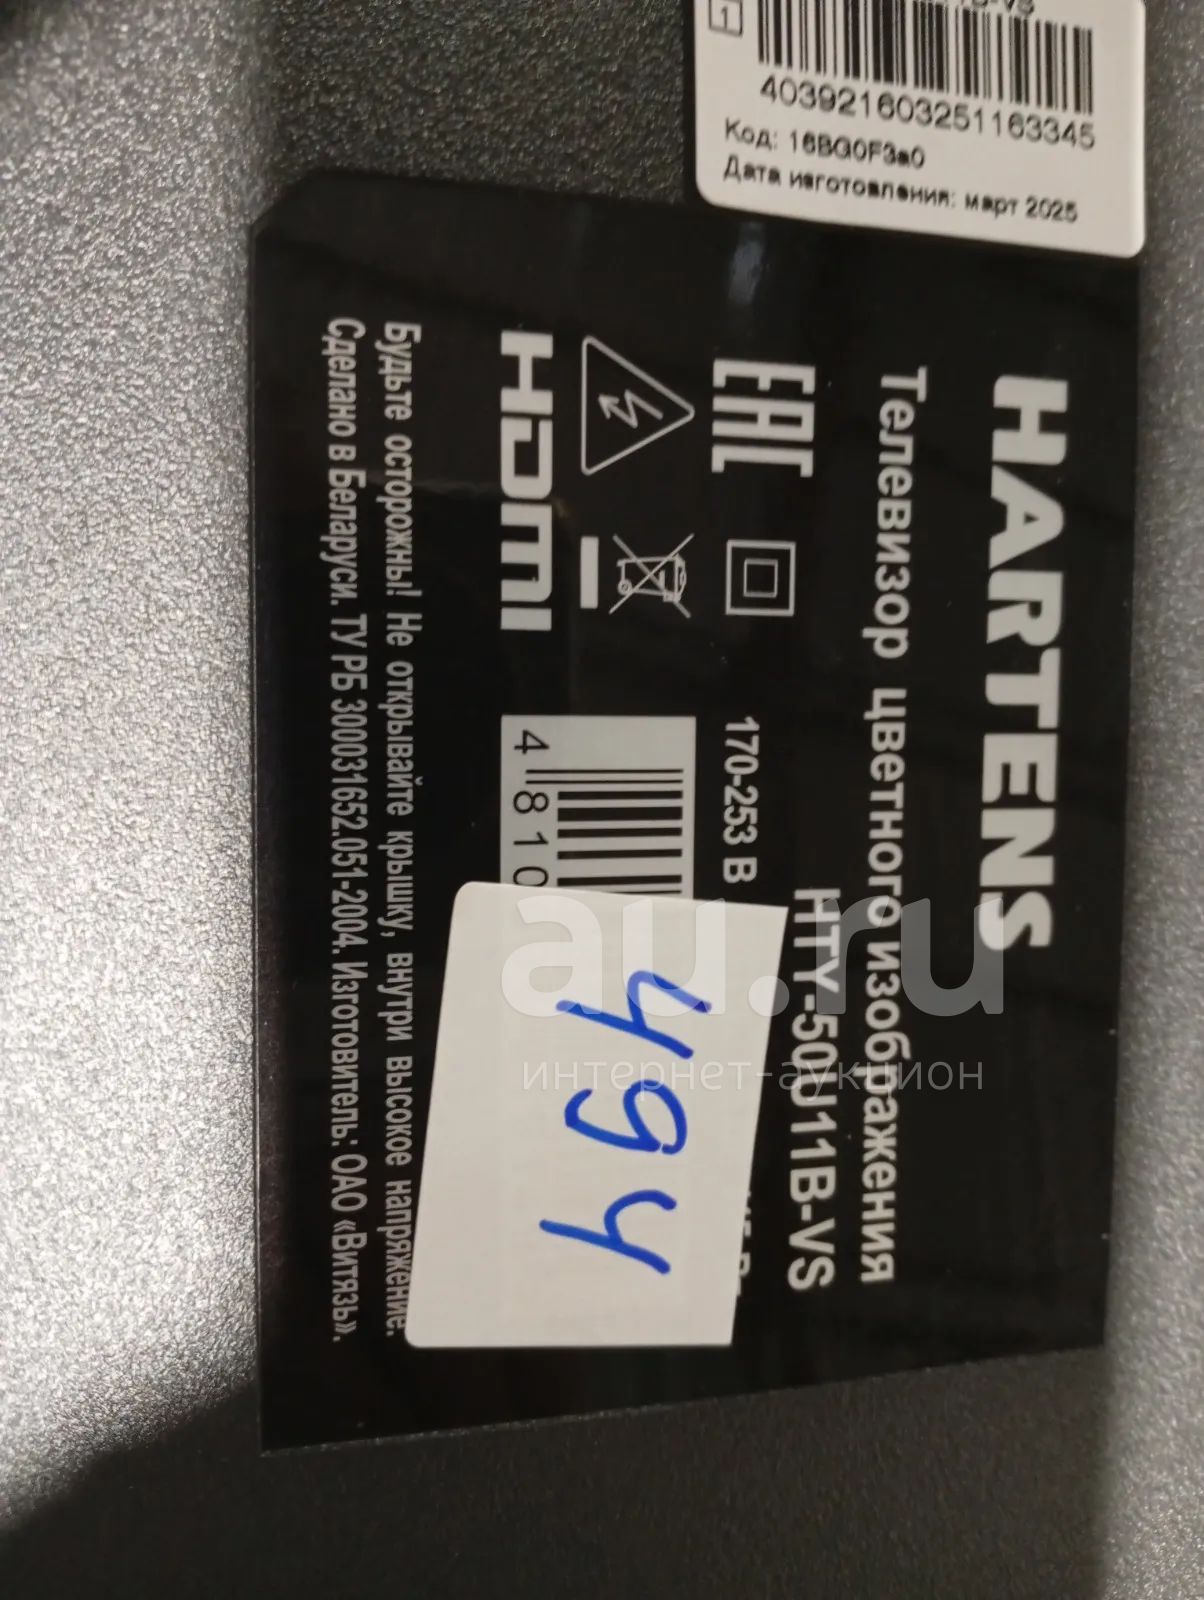 1
403921603251163345
Код: 16BG0F3a0
Дата изготовления: март 2025
HARTENS
Телевизор цветного изображения
HTY-50U11B-VS
EAC
170-253 В
HDMI
4 810
494
Будьте осторожны! Не открывайте крышку, внутри высокое напряжение.
Сделано в Беларуси. ТУ РБ 300031652.051-2004. Изготовитель: ОАО «Витязь».
au.ru
интернет-аукцион